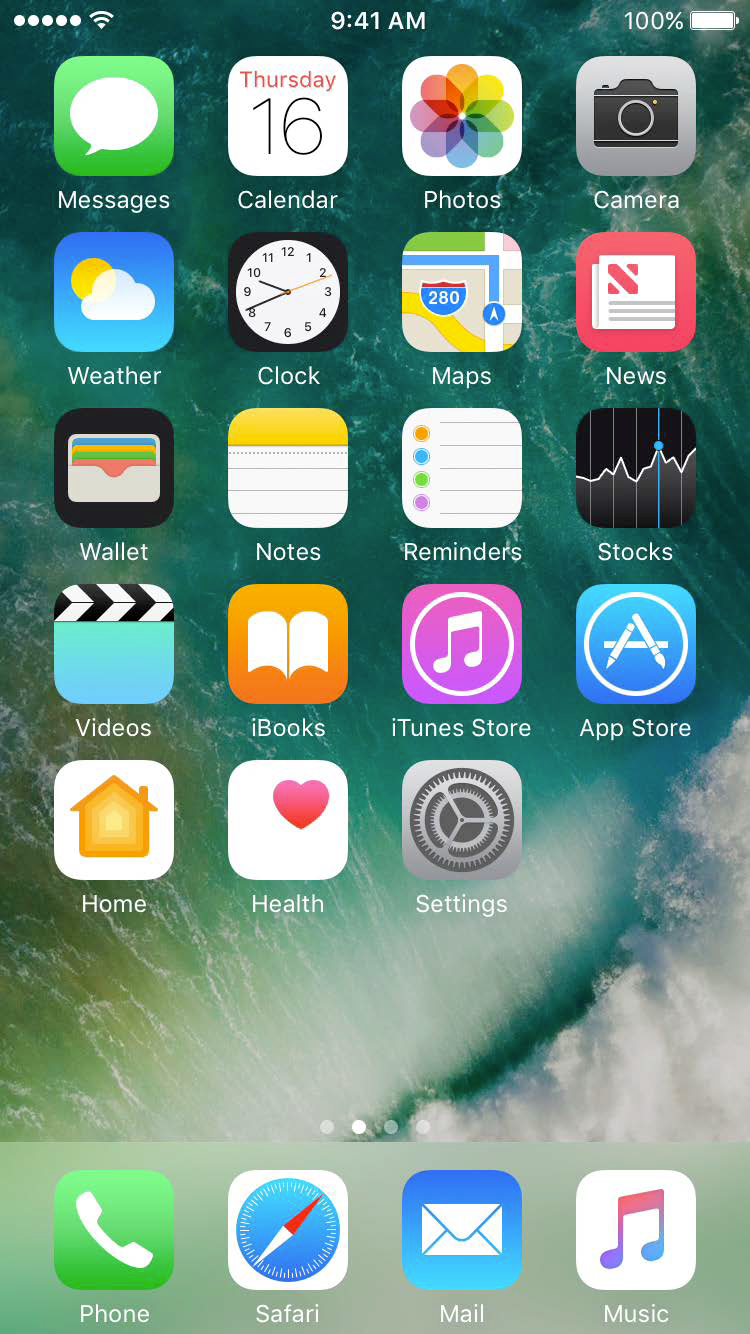 9:41 AM 100%
Thursday
16
Messages Calendar Photos Camera
12
11 1
10 2
9 3
8 4
7 5
6
280
Weather Clock Maps News
Wallet Notes Reminders Stocks
Videos iBooks iTunes Store App Store
Home Health Settings
Phone Safari Mail Music